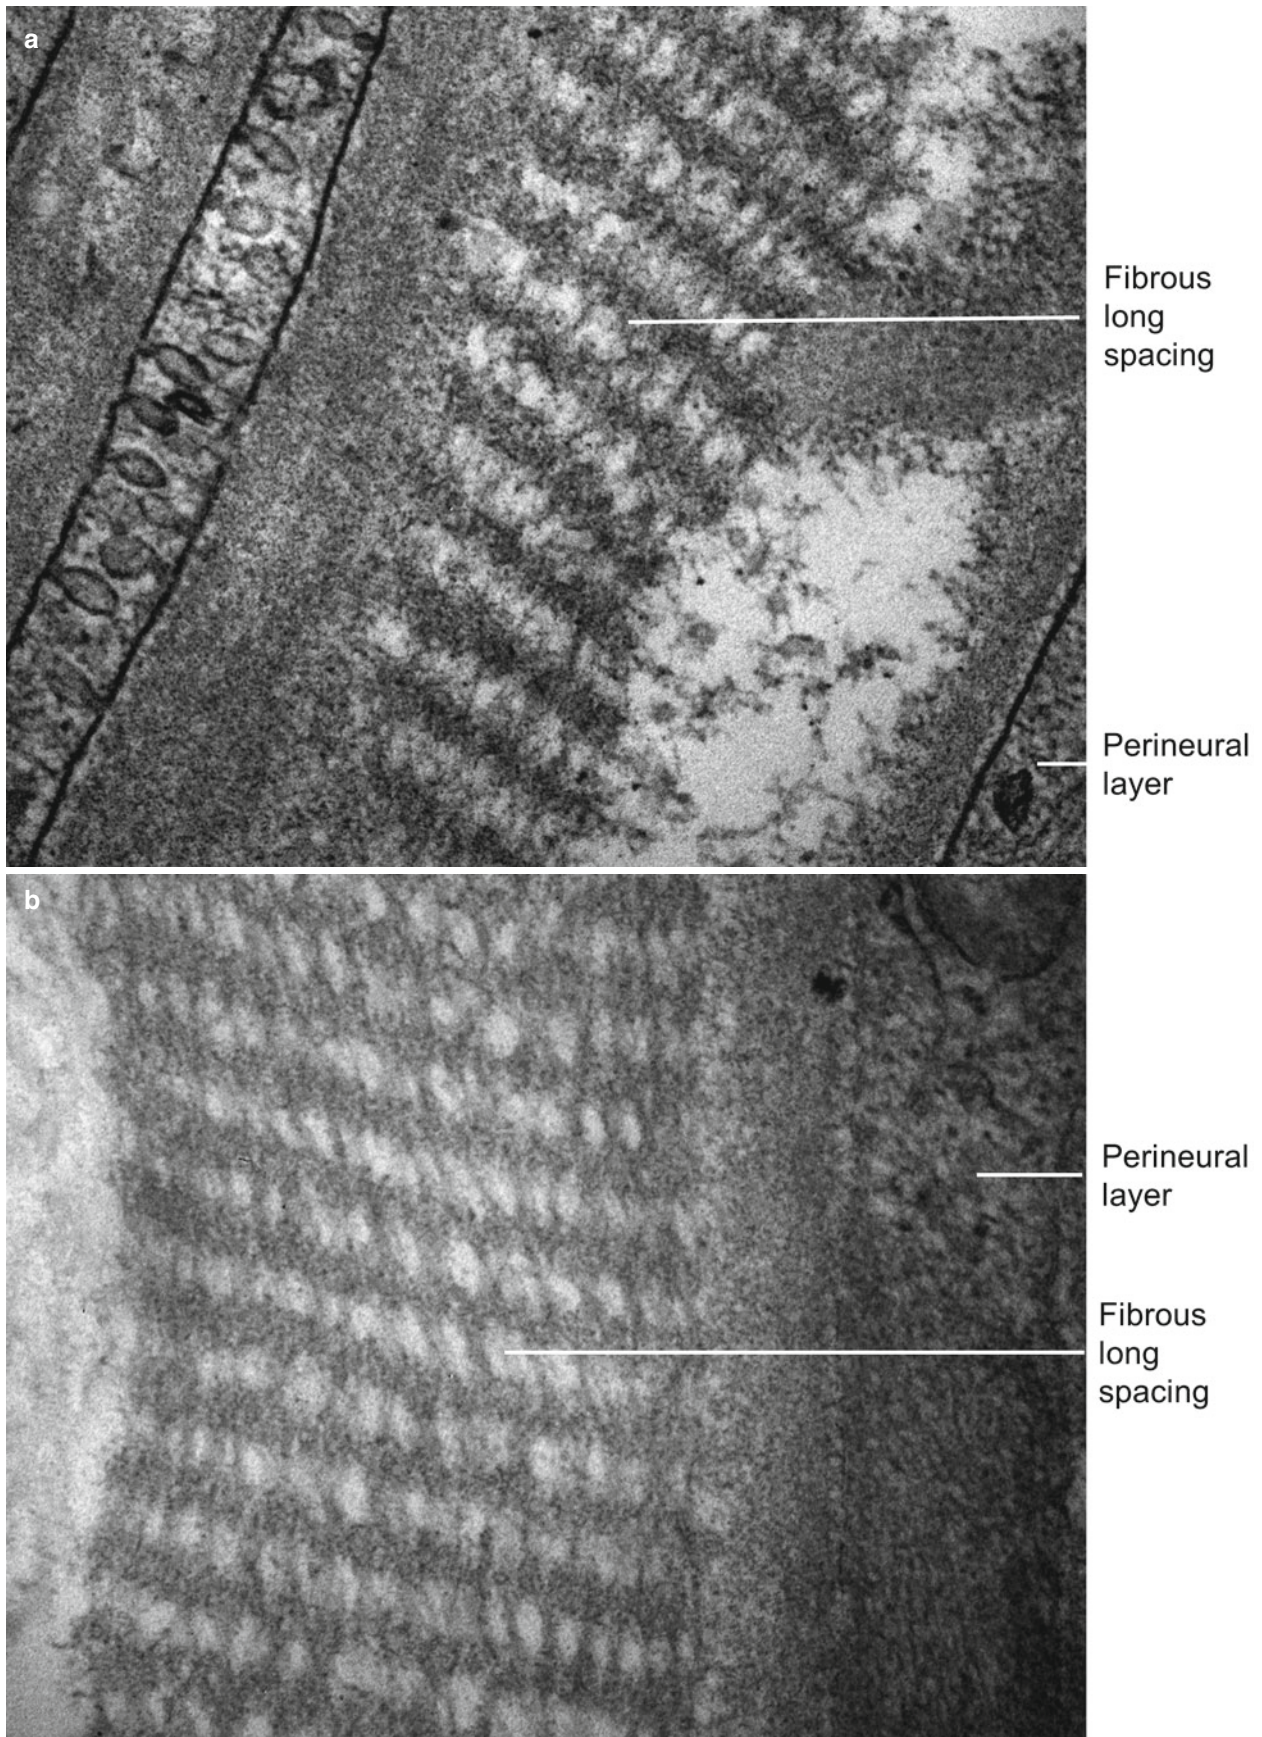 a
Fibrous
long
spacing
Perineural
layer
b
Perineural
layer
Fibrous
long
spacing